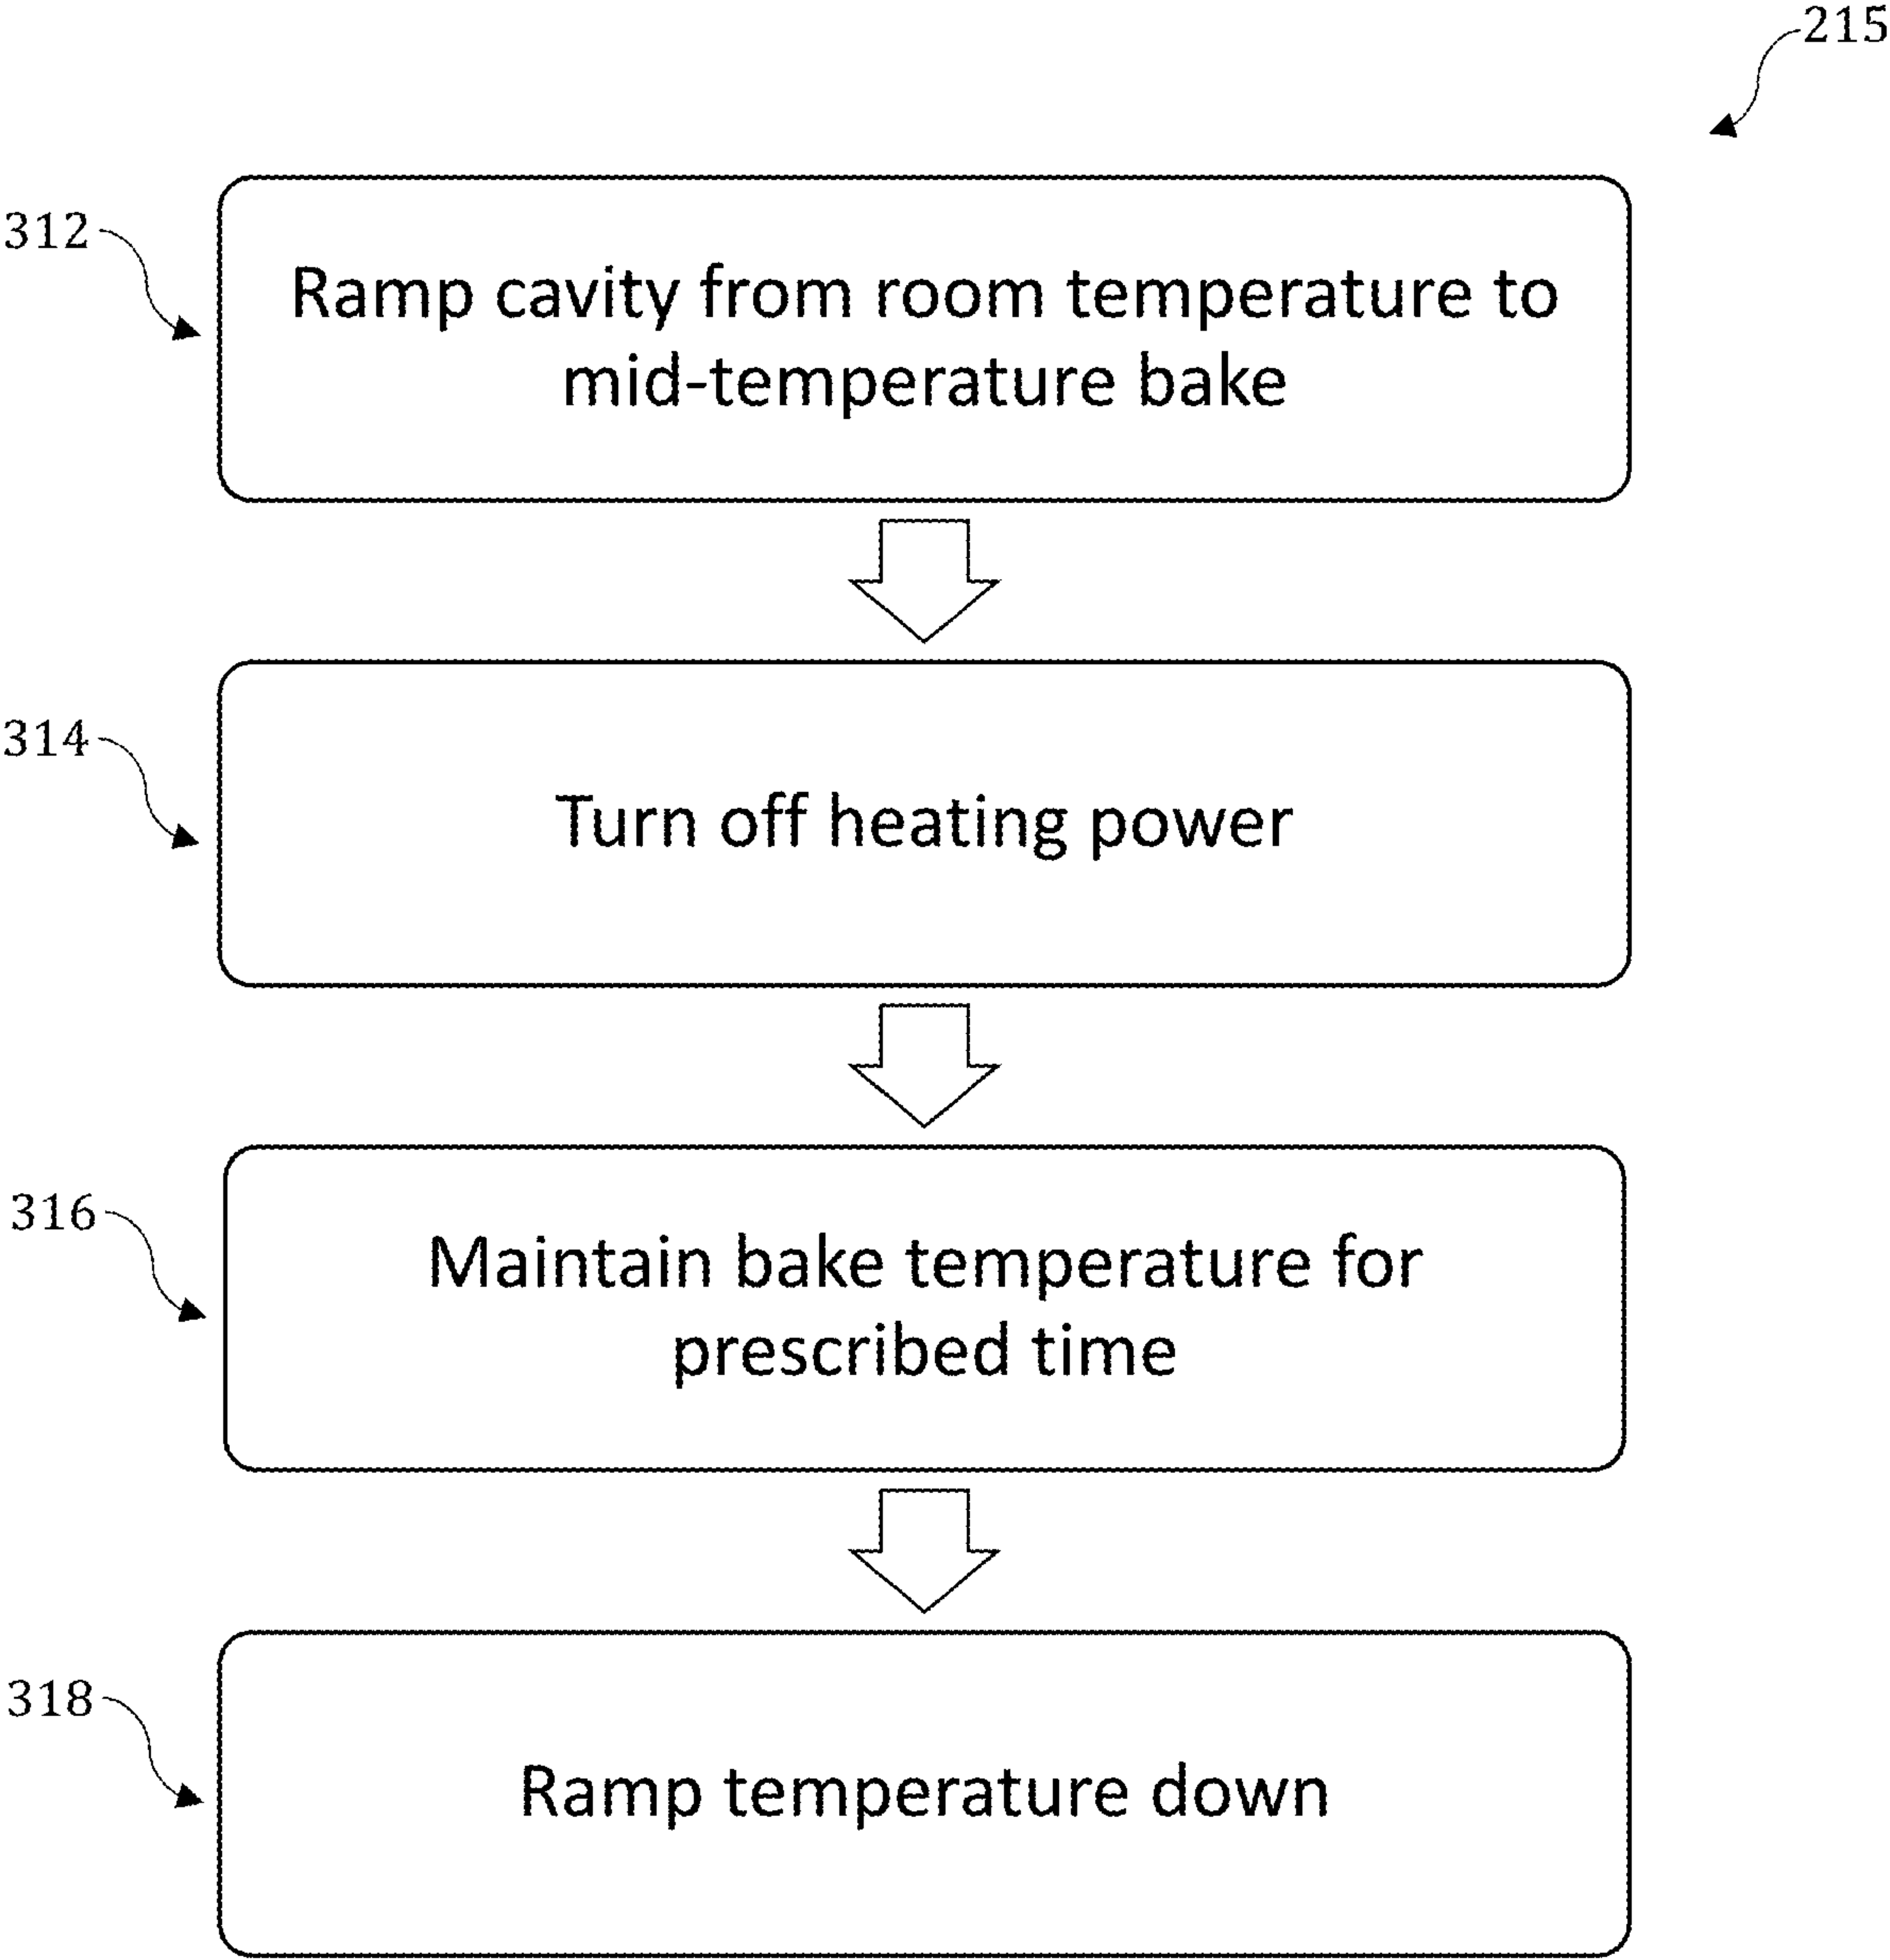 215
312
Ramp cavity from room temperature to
mid-temperature bake
314
Turn off heating power
316
Maintain bake temperature for
prescribed time
318
Ramp temperature down